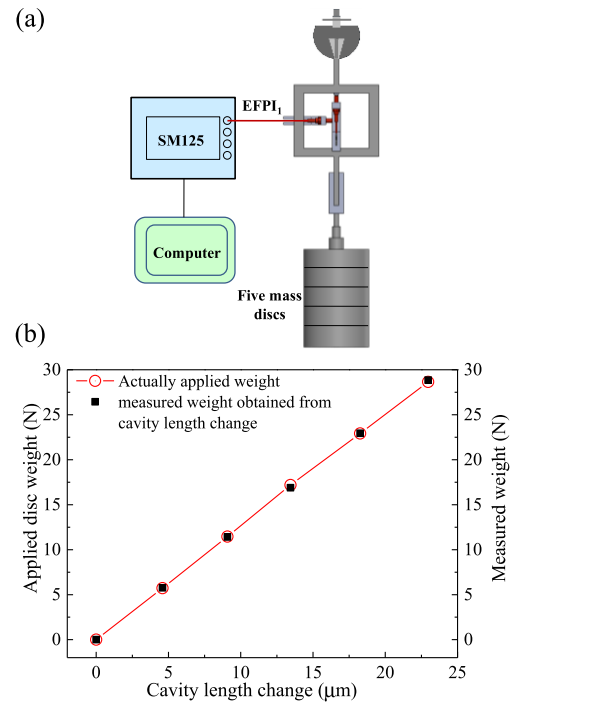 (a)
EFPI1
SM125
Computer
Five mass
discs
(b)
Actually applied weight
measured weight obtained from
cavity length change
Applied disc weight (N)
30
25
20
15
10
5
0
Measured weight (N)
30
25
20
15
10
5
0
0 5 10 15 20 25
Cavity length change (μm)